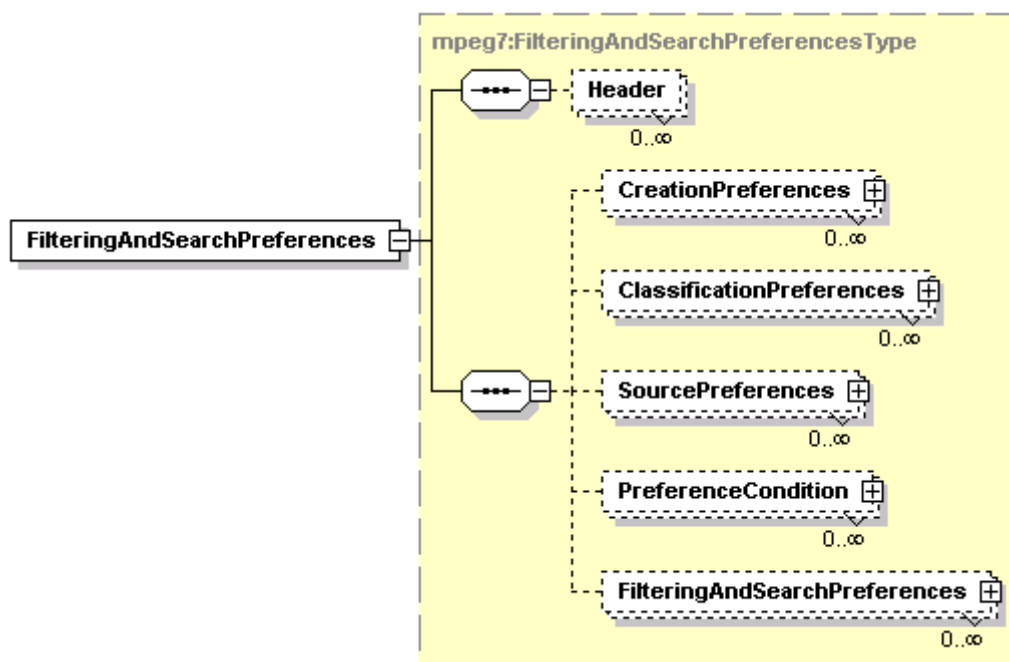 mpeg7:FilteringAndSearchPreferencesType
Header
0..∞
CreationPreferences
0..∞
FilteringAndSearchPreferences
ClassificationPreferences
0..∞
SourcePreferences
0..∞
PreferenceCondition
0..∞
FilteringAndSearchPreferences
0..∞